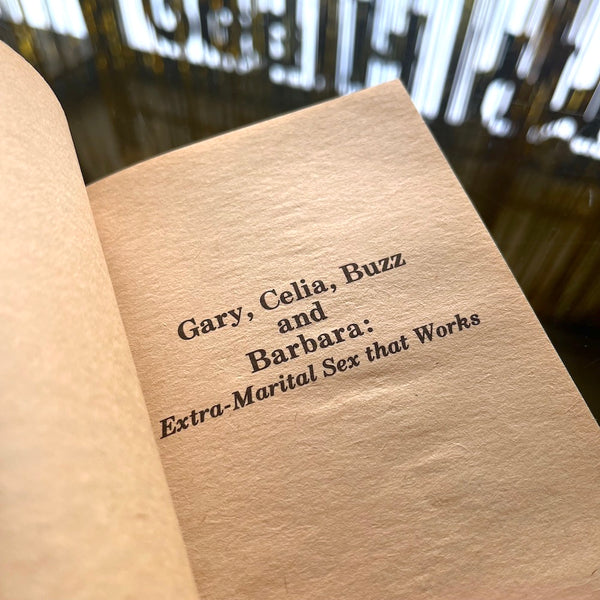 Gary, Celia, Buzz
and
Barbara:
Extra-Marital Sex that Works